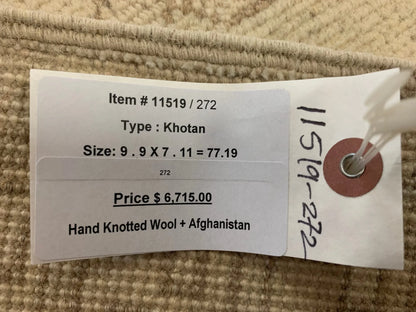 Item # 11519 / 272
Type : Khotan
Size: 9 . 9 X 7 . 11 = 77.19
272
Price $ 6,715.00
Hand Knotted Wool + Afghanistan
11519-272